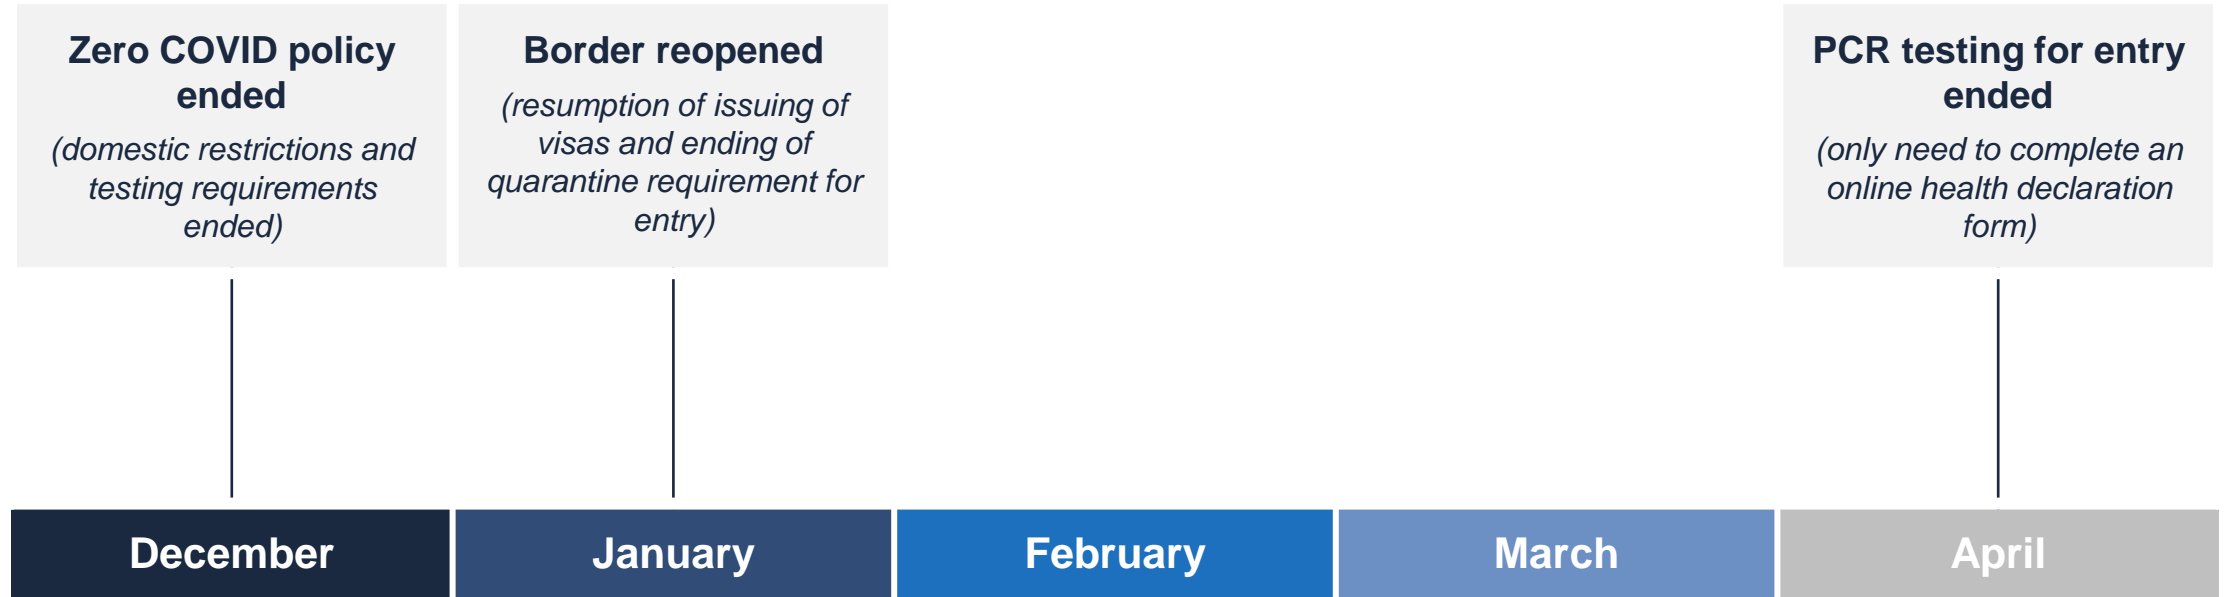 Zero COVID policy
ended
(domestic restrictions and
testing requirements
ended)
Border reopened
(resumption of issuing of
visas and ending of
quarantine requirement for
entry)
PCR testing for entry
ended
(only need to complete an
online health declaration
form)
December
January
February
March
April